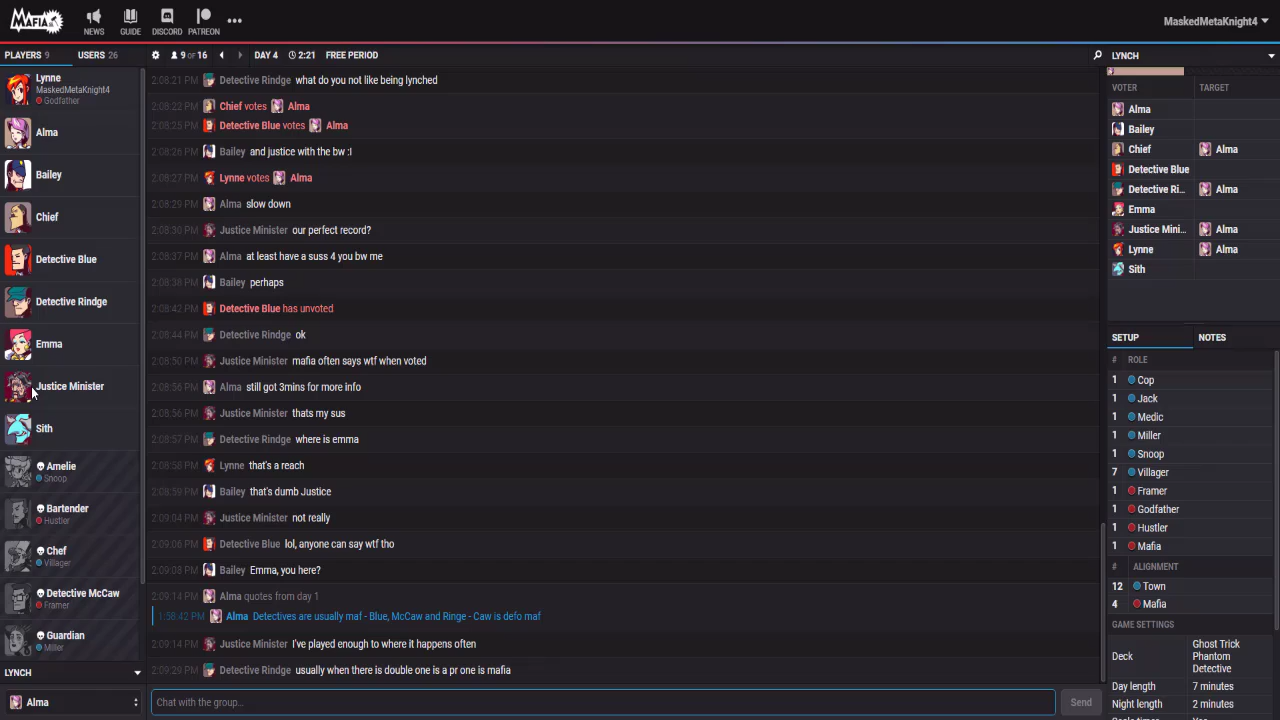 MAFIA.GG
NEWS
GUIDE
DISCORD
PATREON
MaskedMetaKnight4
PLAYERS 9
USERS 26
9 of 16
DAY 4
2:21
FREE PERIOD
LYNCH
Lynne
MaskedMetaKnight4
Godfather
Alma
Bailey
Chief
Detective Blue
Detective Rindge
Emma
Justice Minister
Sith
Amelie
Snoop
Bartender
Hustler
Chef
Villager
Detective McCaw
Framer
Guardian
Miller
LYNCH
Alma
2:08:21 PM Detective Rindge what do you not like being lynched
2:08:22 PM Chief votes Alma
2:08:25 PM Detective Blue votes Alma
2:08:26 PM Bailey and justice with the bw :l
2:08:27 PM Lynne votes Alma
2:08:29 PM Alma slow down
2:08:30 PM Justice Minister our perfect record?
2:08:37 PM Alma at least have a suss 4 you bw me
2:08:38 PM Bailey perhaps
2:08:42 PM Detective Blue has unvoted
2:08:44 PM Detective Rindge ok
2:08:50 PM Justice Minister mafia often says wtf when voted
2:08:56 PM Alma still got 3mins for more info
2:08:56 PM Justice Minister thats my sus
2:08:57 PM Detective Rindge where is emma
2:08:58 PM Lynne that's a reach
2:08:59 PM Bailey that's dumb Justice
2:09:04 PM Justice Minister not really
2:09:06 PM Detective Blue lol, anyone can say wtf tho
2:09:08 PM Bailey Emma, you here?
2:09:14 PM Alma quotes from day 1
1:58:42 PM Alma Detectives are usually maf - Blue, McCaw and Ringe - Caw is defo maf
2:09:14 PM Justice Minister I've played enough to where it happens often
2:09:29 PM Detective Rindge usually when there is double one is a pr one is mafia
Chat with the group...
Send
VOTER TARGET
Alma
Bailey
Chief Alma
Detective Blue
Detective Ri... Alma
Emma
Justice Mini... Alma
Lynne Alma
Sith
SETUP NOTES
# ROLE
1 Cop
1 Jack
1 Medic
1 Miller
1 Snoop
7 Villager
1 Framer
1 Godfather
1 Hustler
1 Mafia
# ALIGNMENT
12 Town
4 Mafia
GAME SETTINGS
Deck Ghost Trick
Phantom
Detective
Day length 7 minutes
Night length 2 minutes